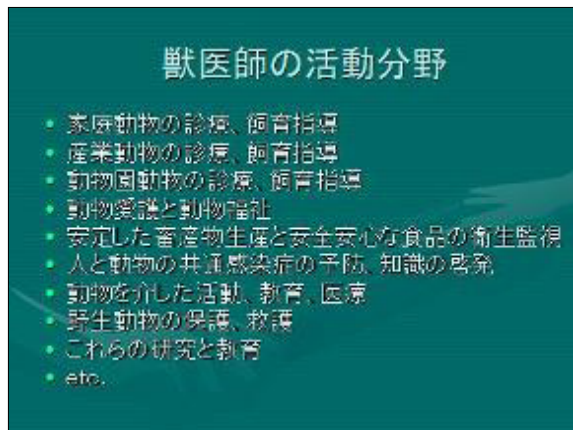 獣医師の活動分野
• 家庭動物の診療、飼育指導
• 産業動物の診療、飼育指導
• 動物園動物の診療、飼育指導
• 動物愛護と動物福祉
• 安定した畜産物生産と安全安心な食品の衛生監視
• 人と動物の共通感染症の予防、知識の啓発
• 動物を介した活動、教育、医療
• 野生動物の保護、救護
• これらの研究と教育
• etc.